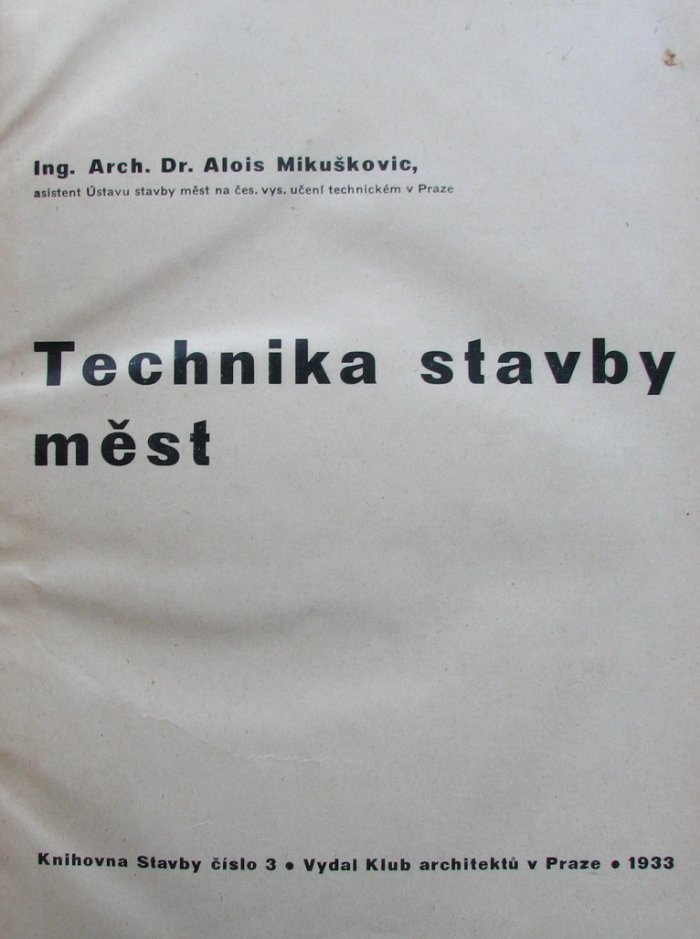 Ing. Arch. Dr. Alois Mikuškovic,
asistent Ústavu stavby měst na čes. vys. učení technickém v Praze
Technika stavby
měst
Knihovna Stavby číslo 3 ● Vydal Klub architektů v Praze ● 1933